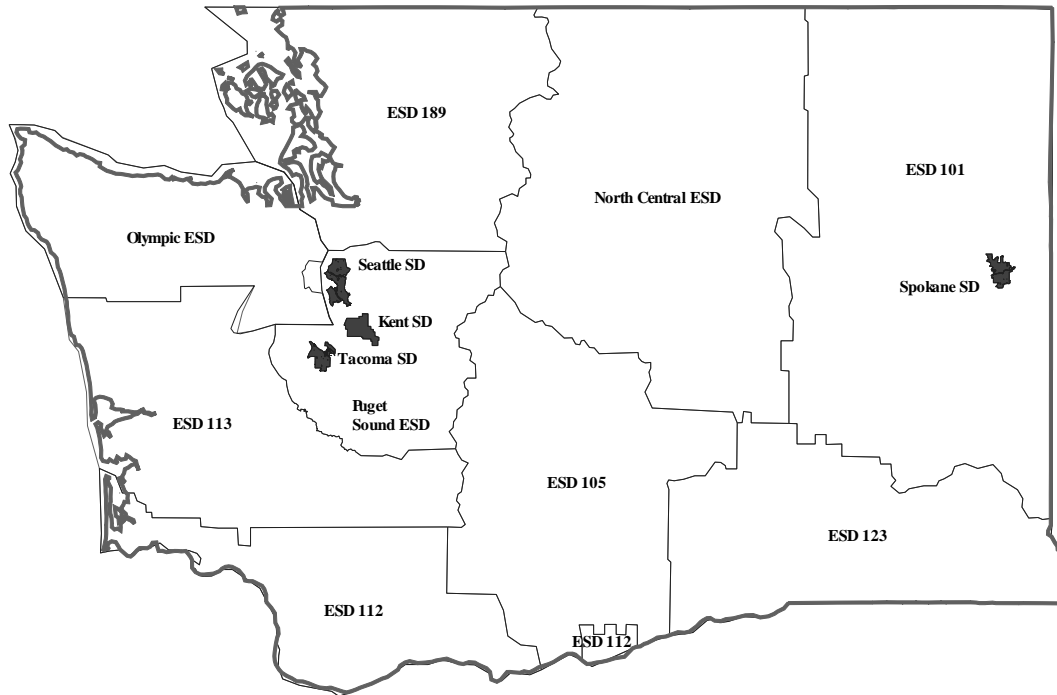 ESD 189
ESD 101
North Central ESD
Olympic ESD
Seattle SD
Spokane SD
Kent SD
Tacoma SD
Puget
Sound ESD
ESD 113
ESD 105
ESD 123
ESD 112
ESD 112